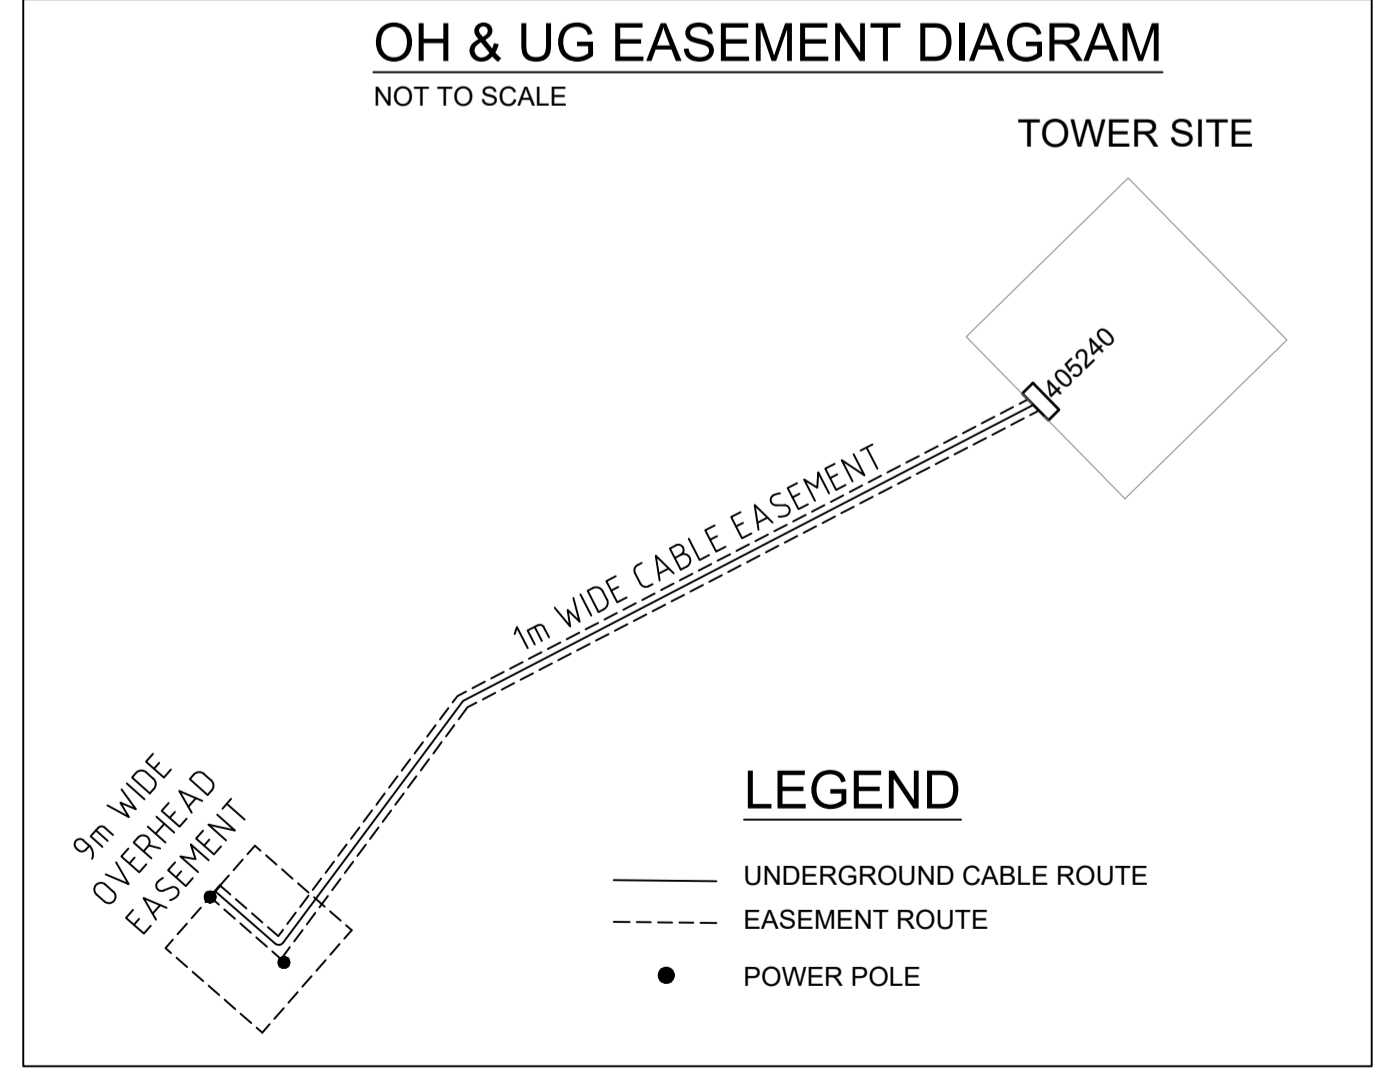 OH & UG EASEMENT DIAGRAM
NOT TO SCALE
TOWER SITE
405240
1m WIDE CABLE EASEMENT
9m WIDE
OVERHEAD
EASEMENT
LEGEND
UNDERGROUND CABLE ROUTE
EASEMENT ROUTE
POWER POLE